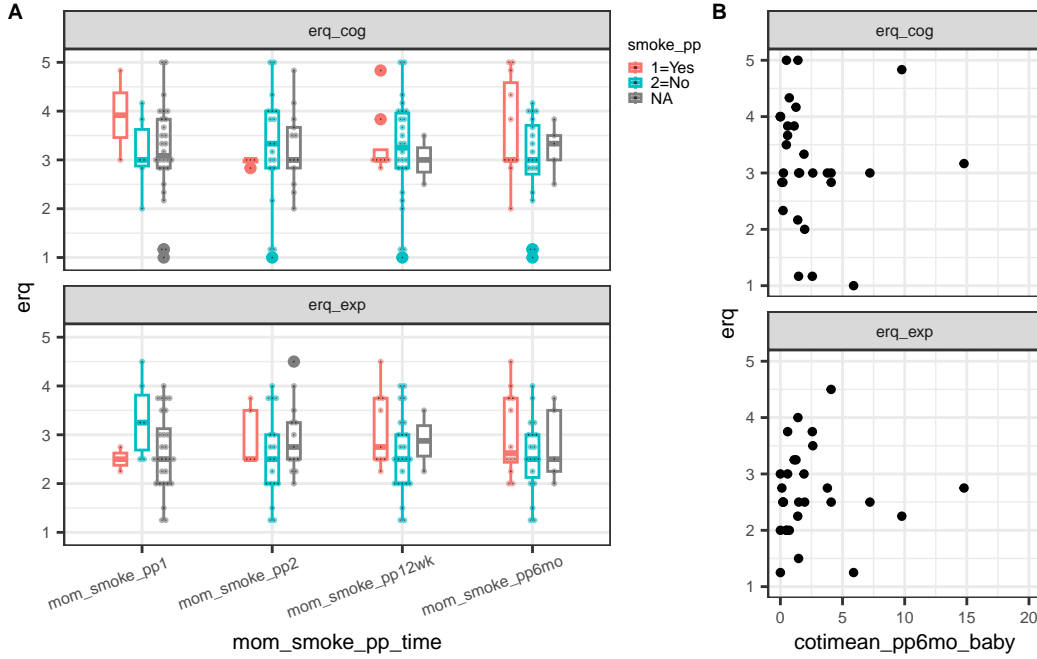 A
erq_cog
5
4
3
2
1
erq_exp
5
4
3
2
1
erq
mom_smoke_pp1
mom_smoke_pp2
mom_smoke_pp12wk
mom_smoke_pp6mo
mom_smoke_pp_time
smoke_pp
1=Yes
2=No
NA
B
erq_cog
5
4
3
2
1
erq_exp
5
4
3
2
1
erq
0 5 10 15 20
cotimean_pp6mo_baby